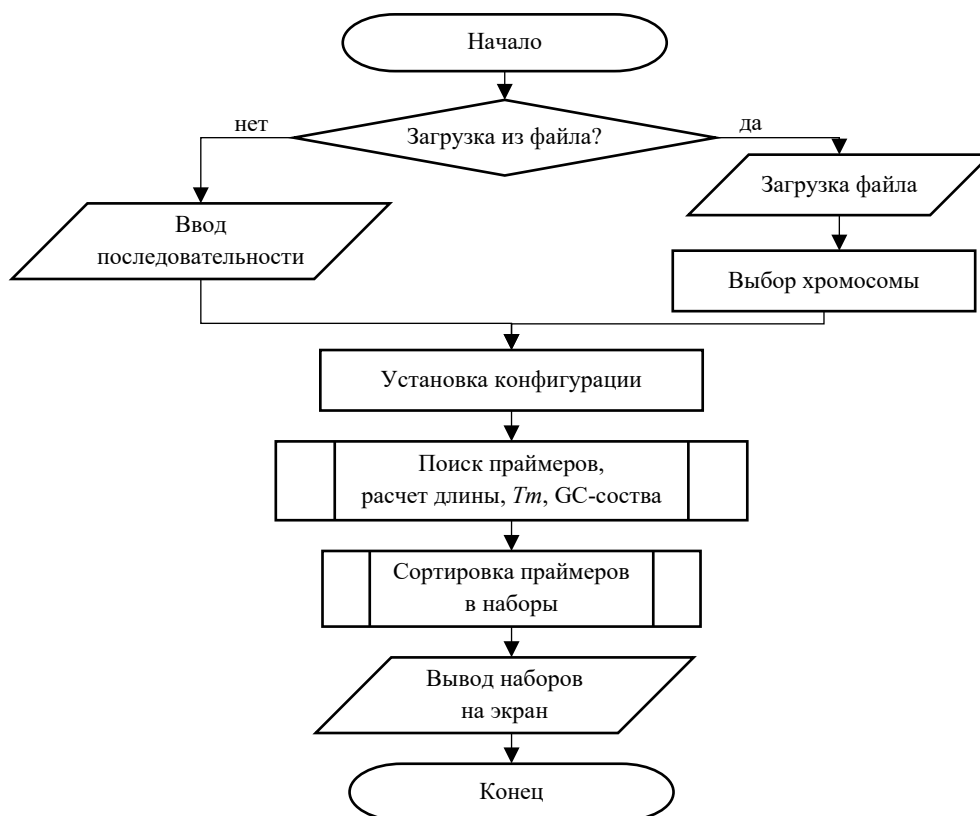 Начало
Загрузка из файла?
нет
да
Загрузка файла
Ввод
последовательности
Выбор хромосомы
Установка конфигурации
Поиск праймеров,
расчет длины, Tm, GC-соства
Сортировка праймеров
в наборы
Вывод наборов
на экран
Конец